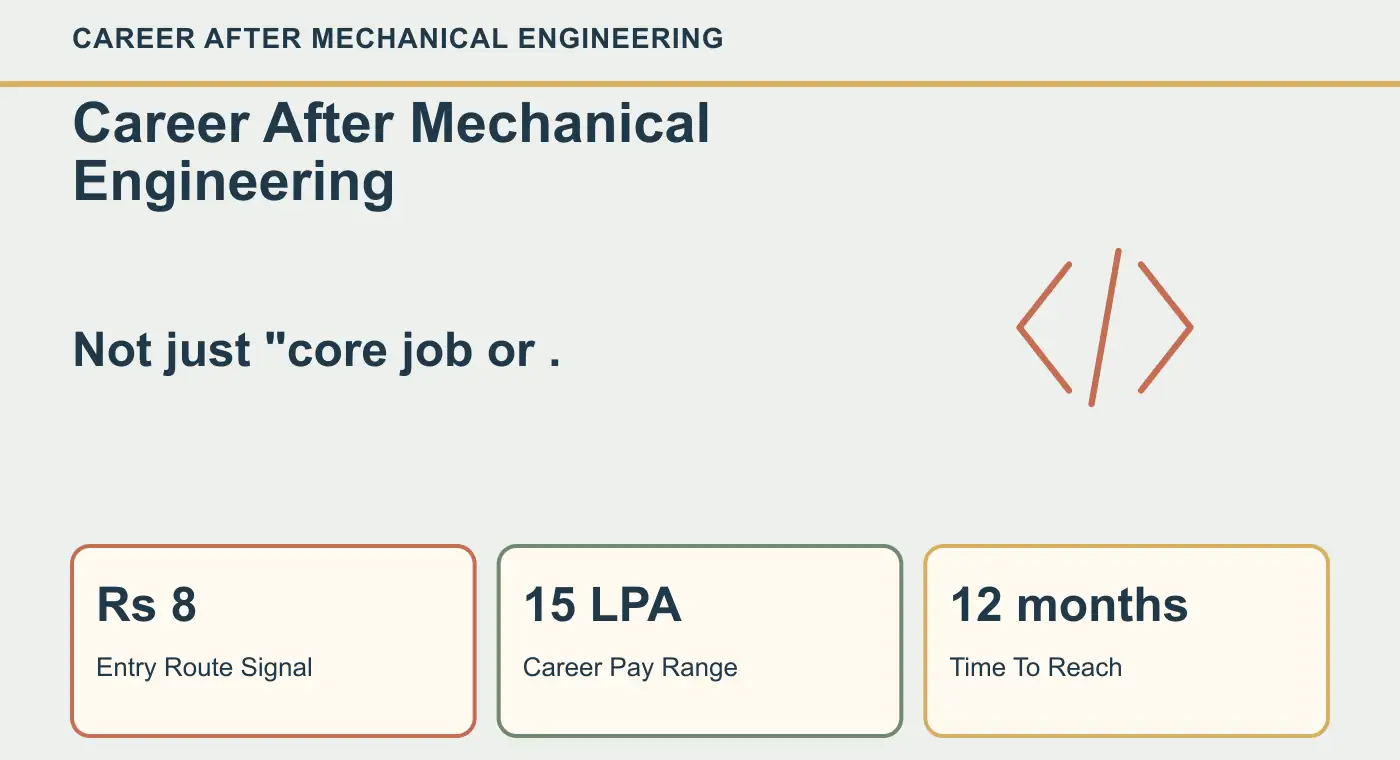 CAREER AFTER MECHANICAL ENGINEERING
Career After Mechanical
Engineering
Not just "core job or .
Rs 8
Entry Route Signal
15 LPA
Career Pay Range
12 months
Time To Reach